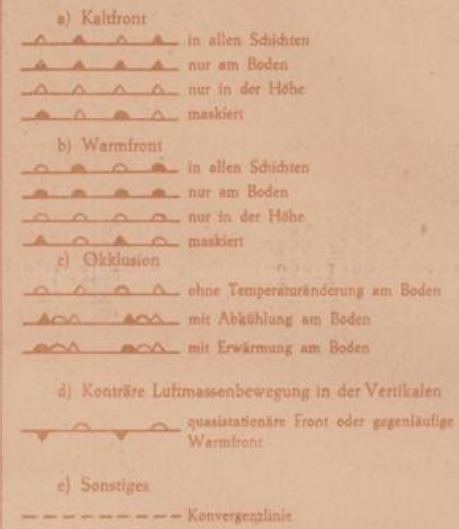 a) Kaltfront
in allen Schichten
nur am Boden
nur in der Höhe
maskiert
b) Warmfront
in allen Schichten
nur am Boden
nur in der Höhe
maskiert
c) Okklusion
ohne Temperaturänderung am Boden
mit Abkühlung am Boden
mit Erwärmung am Boden
d) Konträre Luftmassenbewegung in der Vertikalen
quasistationäre Front oder gegenläufige
Warmfront
e) Sonstiges
Konvergenzlinie